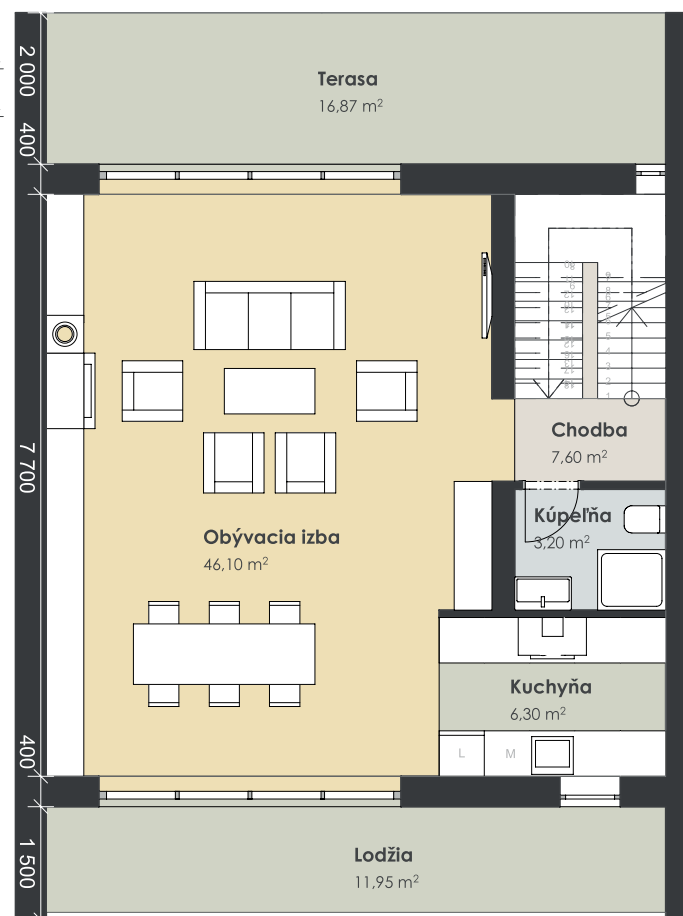 2 000
Terasa
16,87 m²
400
7 700
Chodba
7,60 m²
Kúpeľňa
3,20 m²
Obývacia izba
46,10 m²
Kuchyňa
6,30 m²
L
M
400
1 500
Lodžia
11,95 m²